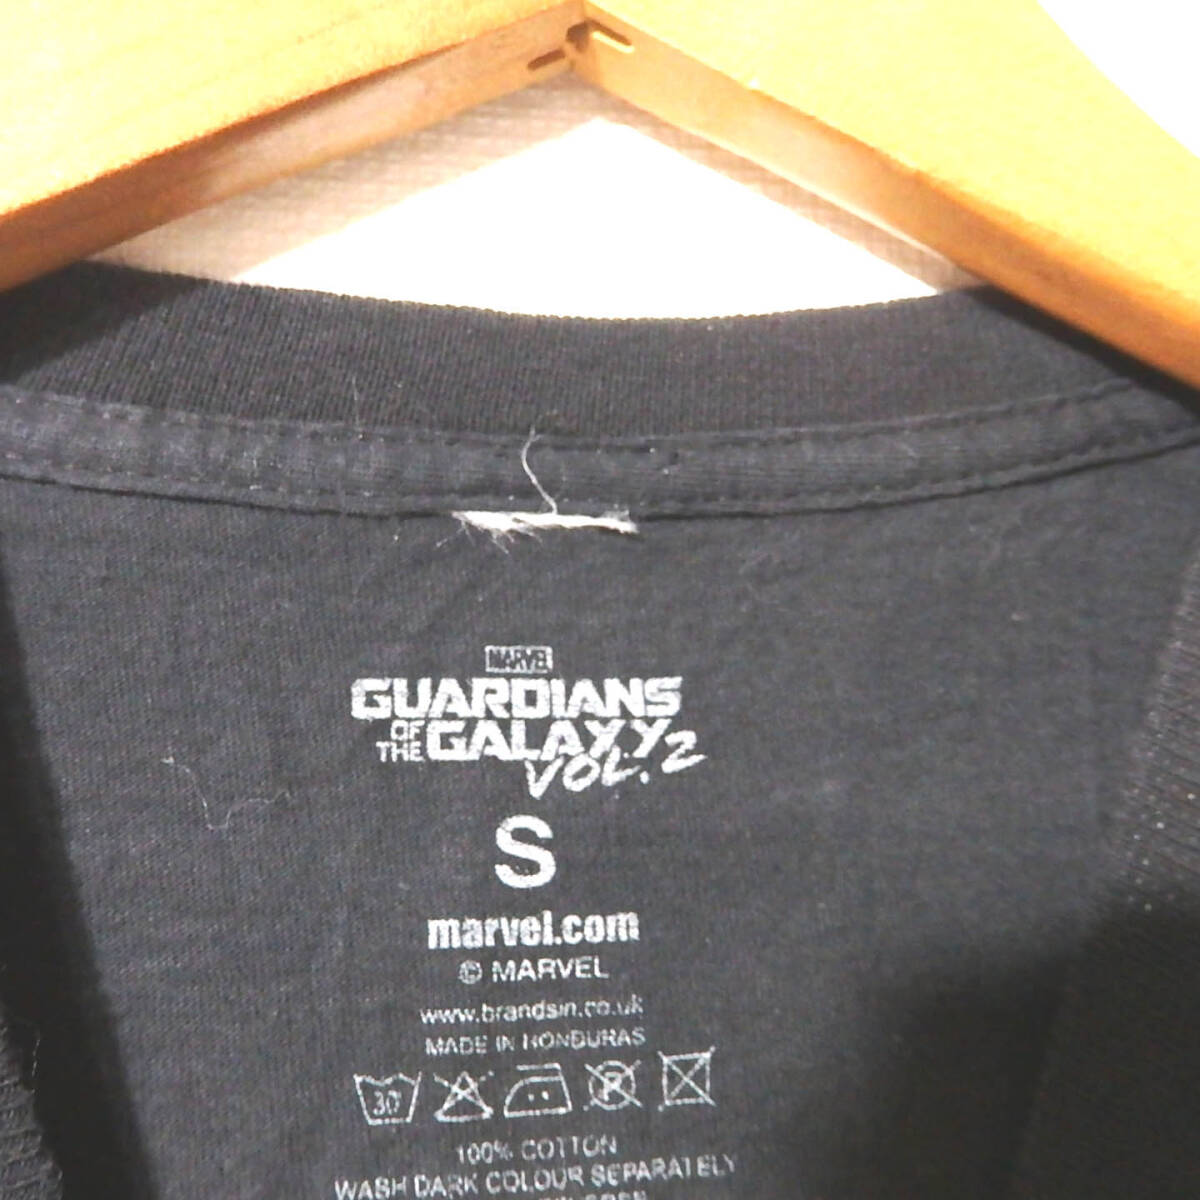 MARVEL
GUARDIANS
OF THE GALAXY
VOL.2
S
marvel.com
© MARVEL
www.brandsin.co.uk
MADE IN HONDURAS
30° P
100% COTTON
WASH DARK COLOUR SEPARATELY